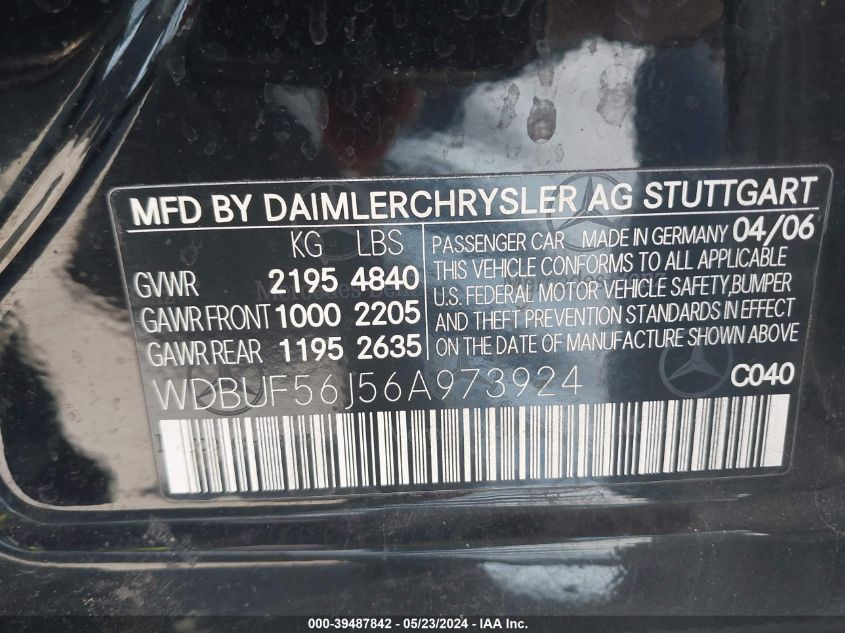 MFD BY DAIMLERCHRYSLER AG STUTTGART
KG LBS
GVWR 2195 4840
GAWR FRONT 1000 2205
GAWR REAR 1195 2635
PASSENGER CAR MADE IN GERMANY 04/06
THIS VEHICLE CONFORMS TO ALL APPLICABLE
U.S. FEDERAL MOTOR VEHICLE SAFETY,BUMPER
AND THEFT PREVENTION STANDARDS IN EFFECT
ON THE DATE OF MANUFACTURE SHOWN ABOVE
WDBUF56J56A973924
C040
000-39487842 - 05/23/2024 - IAA Inc.